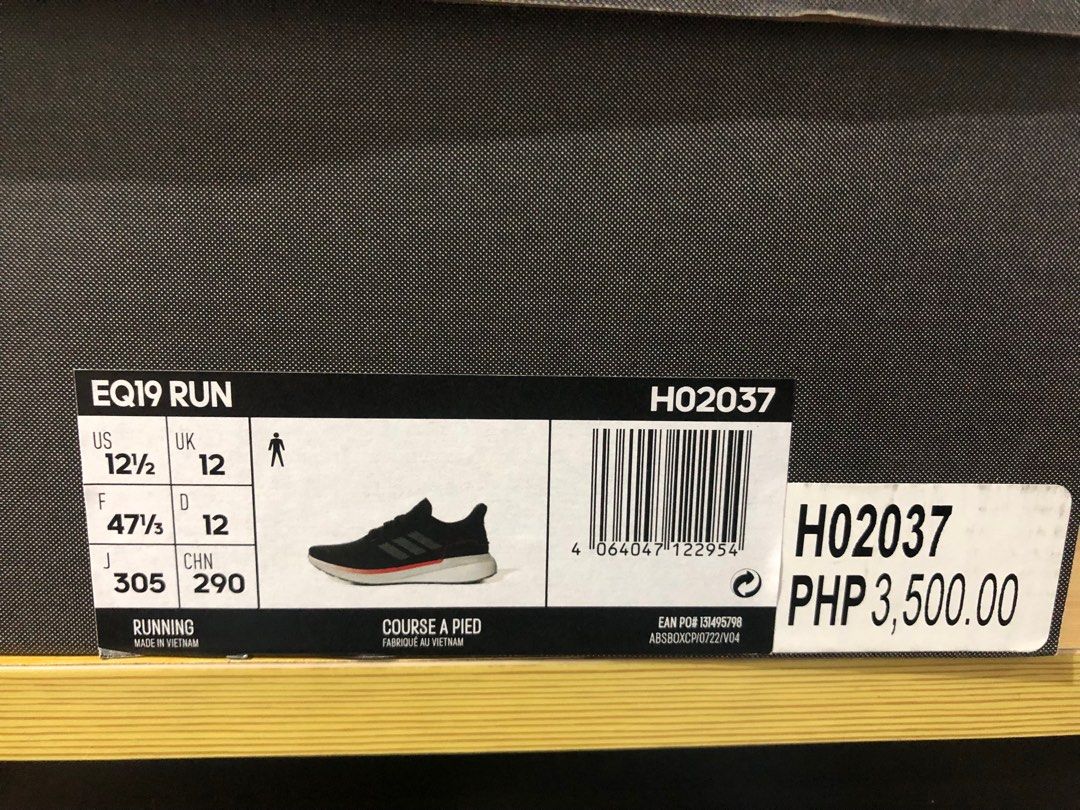 EQ19 RUN
H02037
US
12½
UK
12
F
47⅓
D
12
J
305
CHN
290
4 064047 122954
RUNNING
MADE IN VIETNAM
COURSE A PIED
FABRIQUÉ AU VIETNAM
EAN PO# 131495798
ABSBOXCP/0722/V04
H02037
PHP 3,500.00